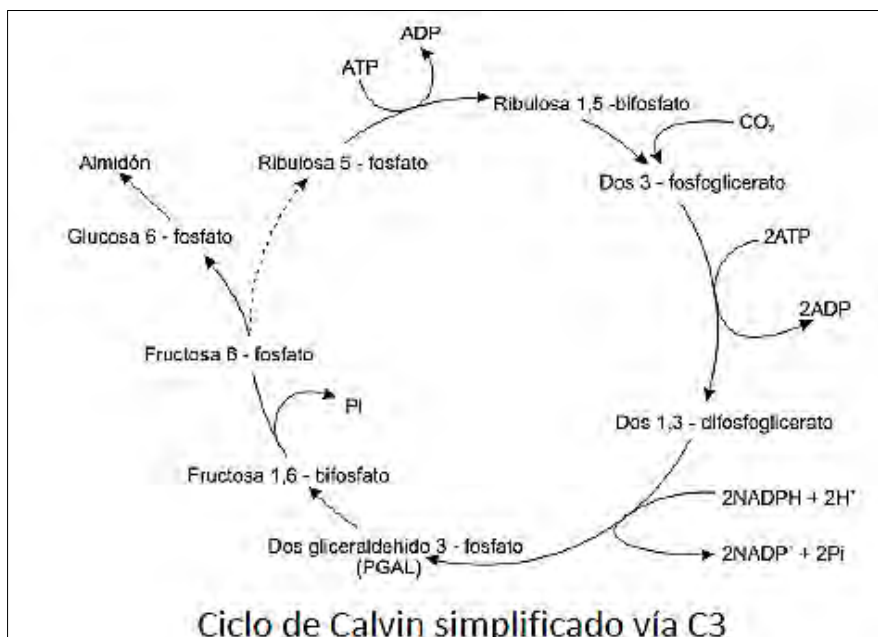 ADP
ATP
Ribulosa 1,5 -bifosfato
CO₂
Almidón
Ribulosa 5 - fosfato
Dos 3 - fosfoglicerato
Glucosa 6 - fosfato
2ATP
2ADP
Fructosa 6 - fosfato
Pi
Dos 1,3 - difosfoglicerato
Fructosa 1,6 - bifosfato
2NADPH + 2H⁺
Dos gliceraldehido 3 - fosfato
(PGAL)
2NADP⁺ + 2Pi
Ciclo de Calvin simplificado vía C3